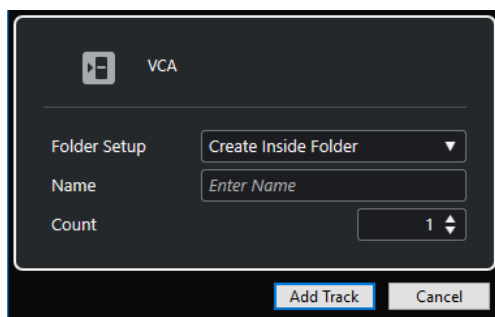 VCA
Folder Setup Create Inside Folder
Name Enter Name
Count 1
Add Track Cancel